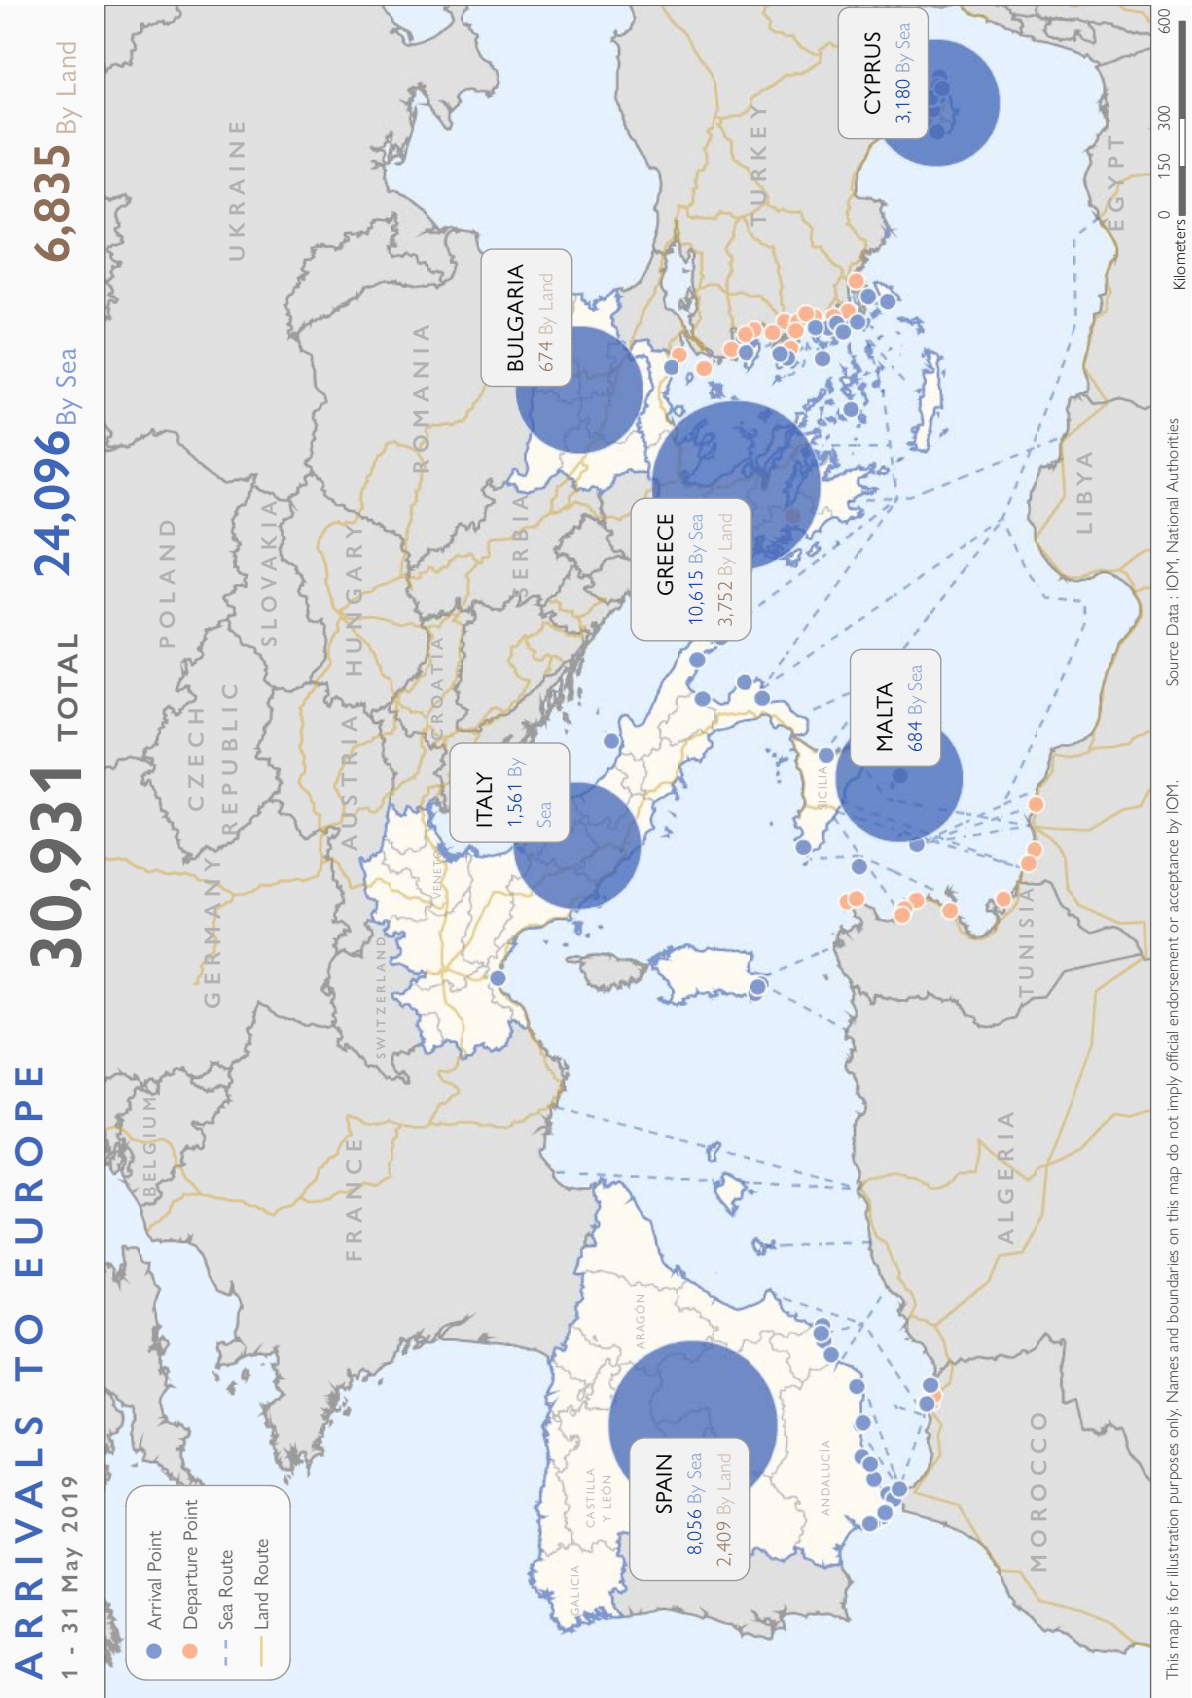 ARRIVALS TO EUROPE
1 - 31 May 2019
30,931 TOTAL
24,096 By Sea
6,835 By Land
Arrival Point
Departure Point
Sea Route
Land Route
BELGIUM
GERMANY
CZECH
REPUBLIC
POLAND
SLOVAKIA
UKRAINE
FRANCE
SWITZERLAND
AUSTRIA
HUNGARY
ROMANIA
CROATIA
SERBIA
VENETO
ITALY
1,561 By
Sea
BULGARIA
674 By Land
GALICIA
CASTILLA
Y LEÓN
ARAGÓN
SPAIN
8,056 By Sea
2,409 By Land
ANDALUCÍA
GREECE
10,615 By Sea
3,752 By Land
TURKEY
SICILIA
MALTA
684 By Sea
CYPRUS
3,180 By Sea
MOROCCO
ALGERIA
TUNISIA
LIBYA
EGYPT
This map is for illustration purposes only. Names and boundaries on this map do not imply official endorsement or acceptance by IOM.
Source Data : IOM, National Authorities
0 150 300 600
Kilometers